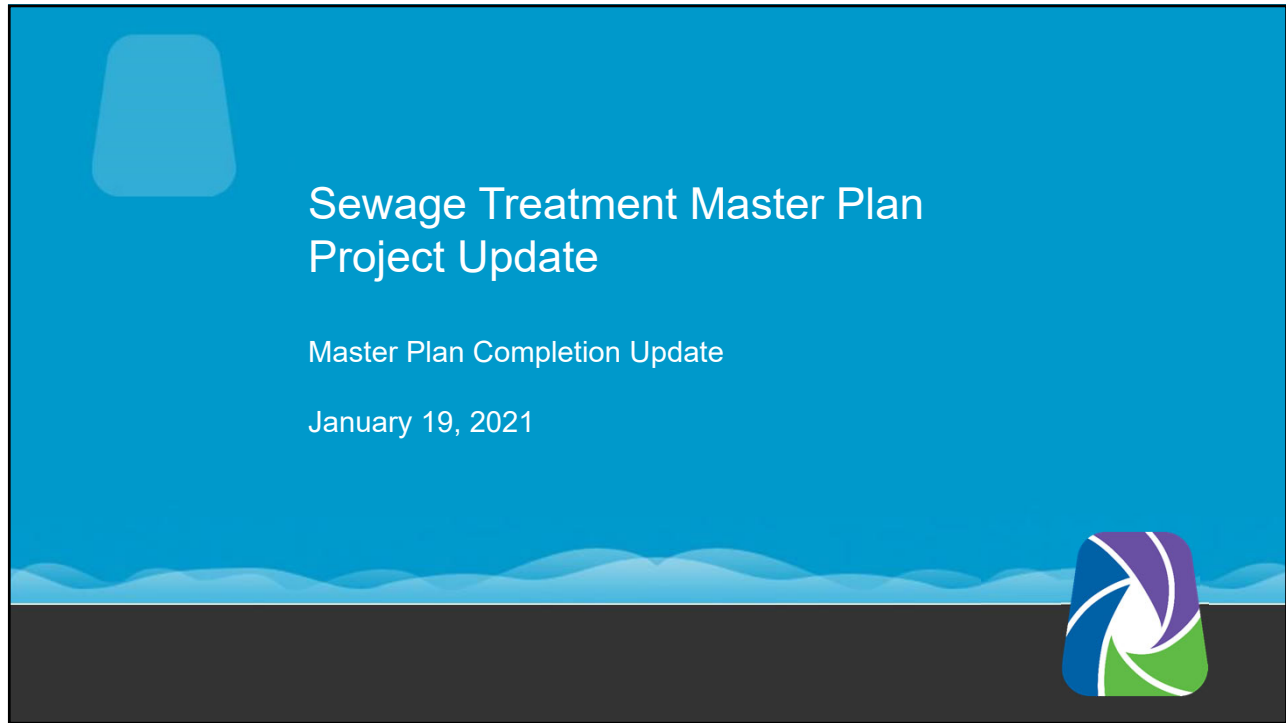 Sewage Treatment Master Plan
Project Update
Master Plan Completion Update
January 19, 2021